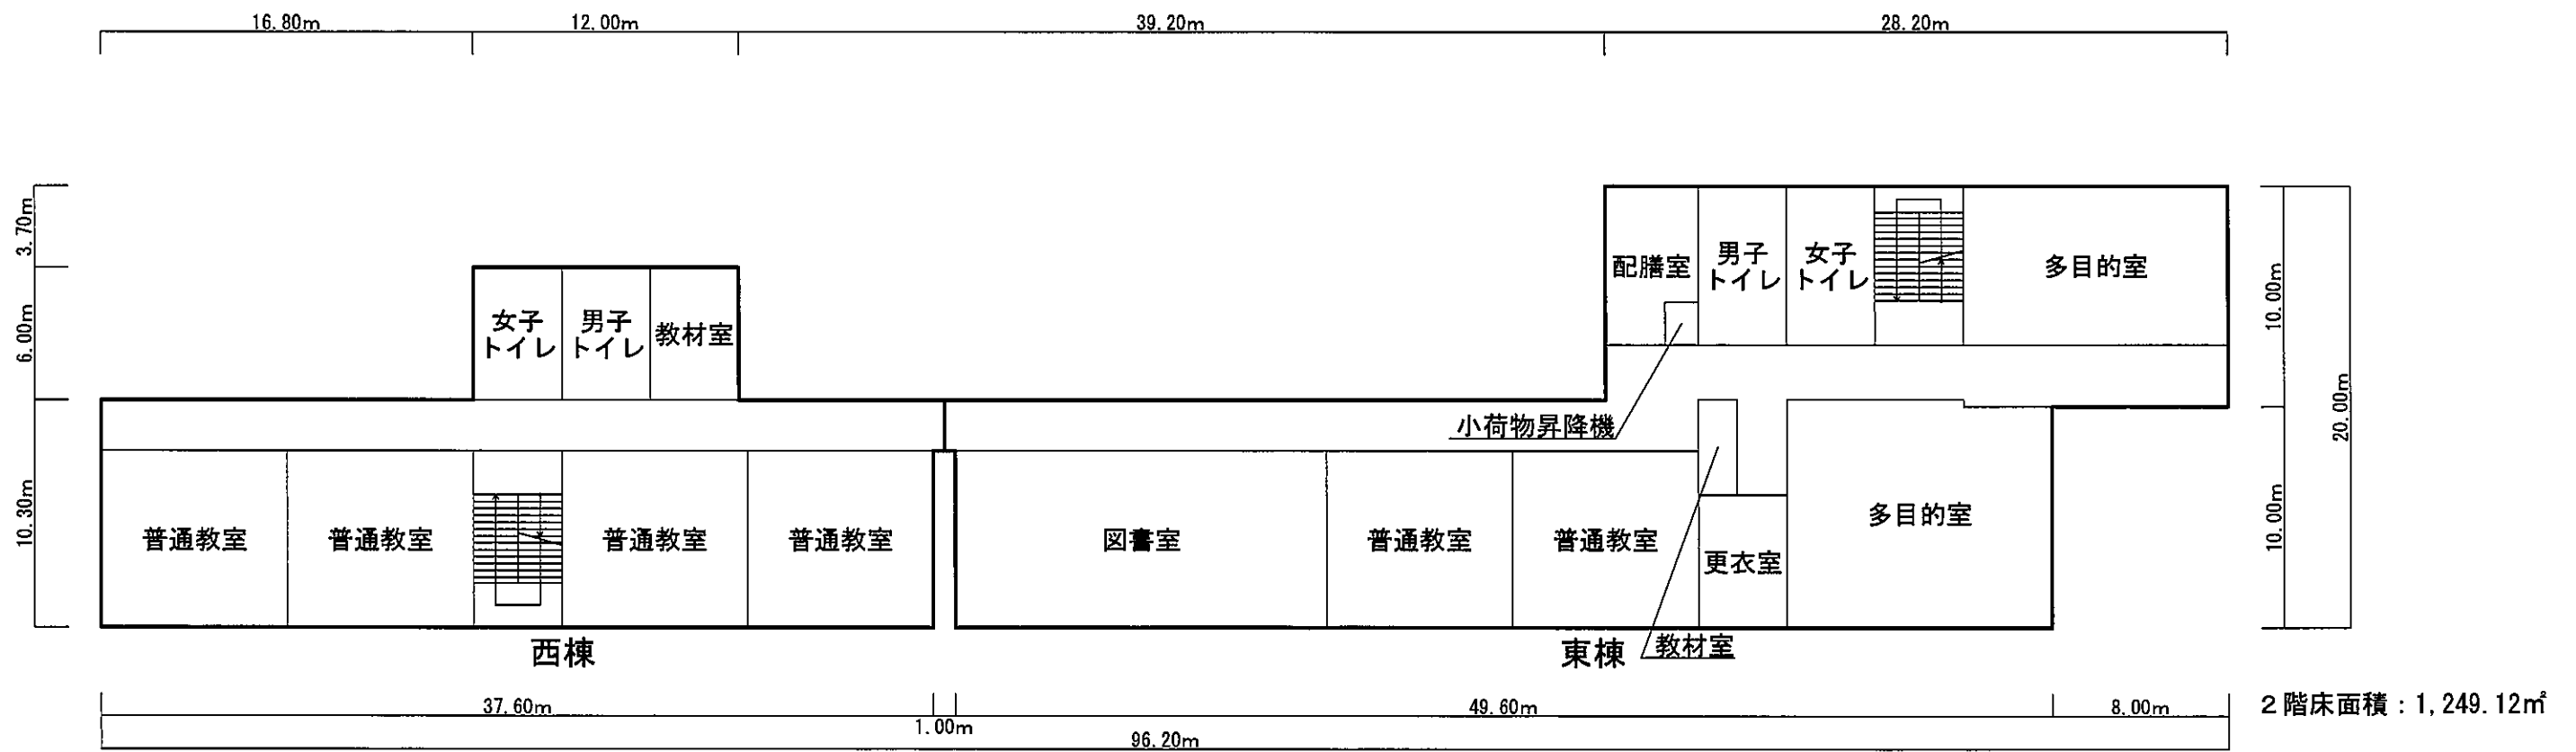 16.80m
12.00m
39.20m
28.20m
3.70m
6.00m
10.30m
女子
トイレ
男子
トイレ
教材室
配膳室
男子
トイレ
女子
トイレ
多目的室
10.00m
10.00m
20.00m
小荷物昇降機
普通教室
普通教室
普通教室
普通教室
図書室
普通教室
普通教室
更衣室
多目的室
教材室
西棟
東棟
37.60m
1.00m
49.60m
8.00m
96.20m
2階床面積：1,249.12㎡